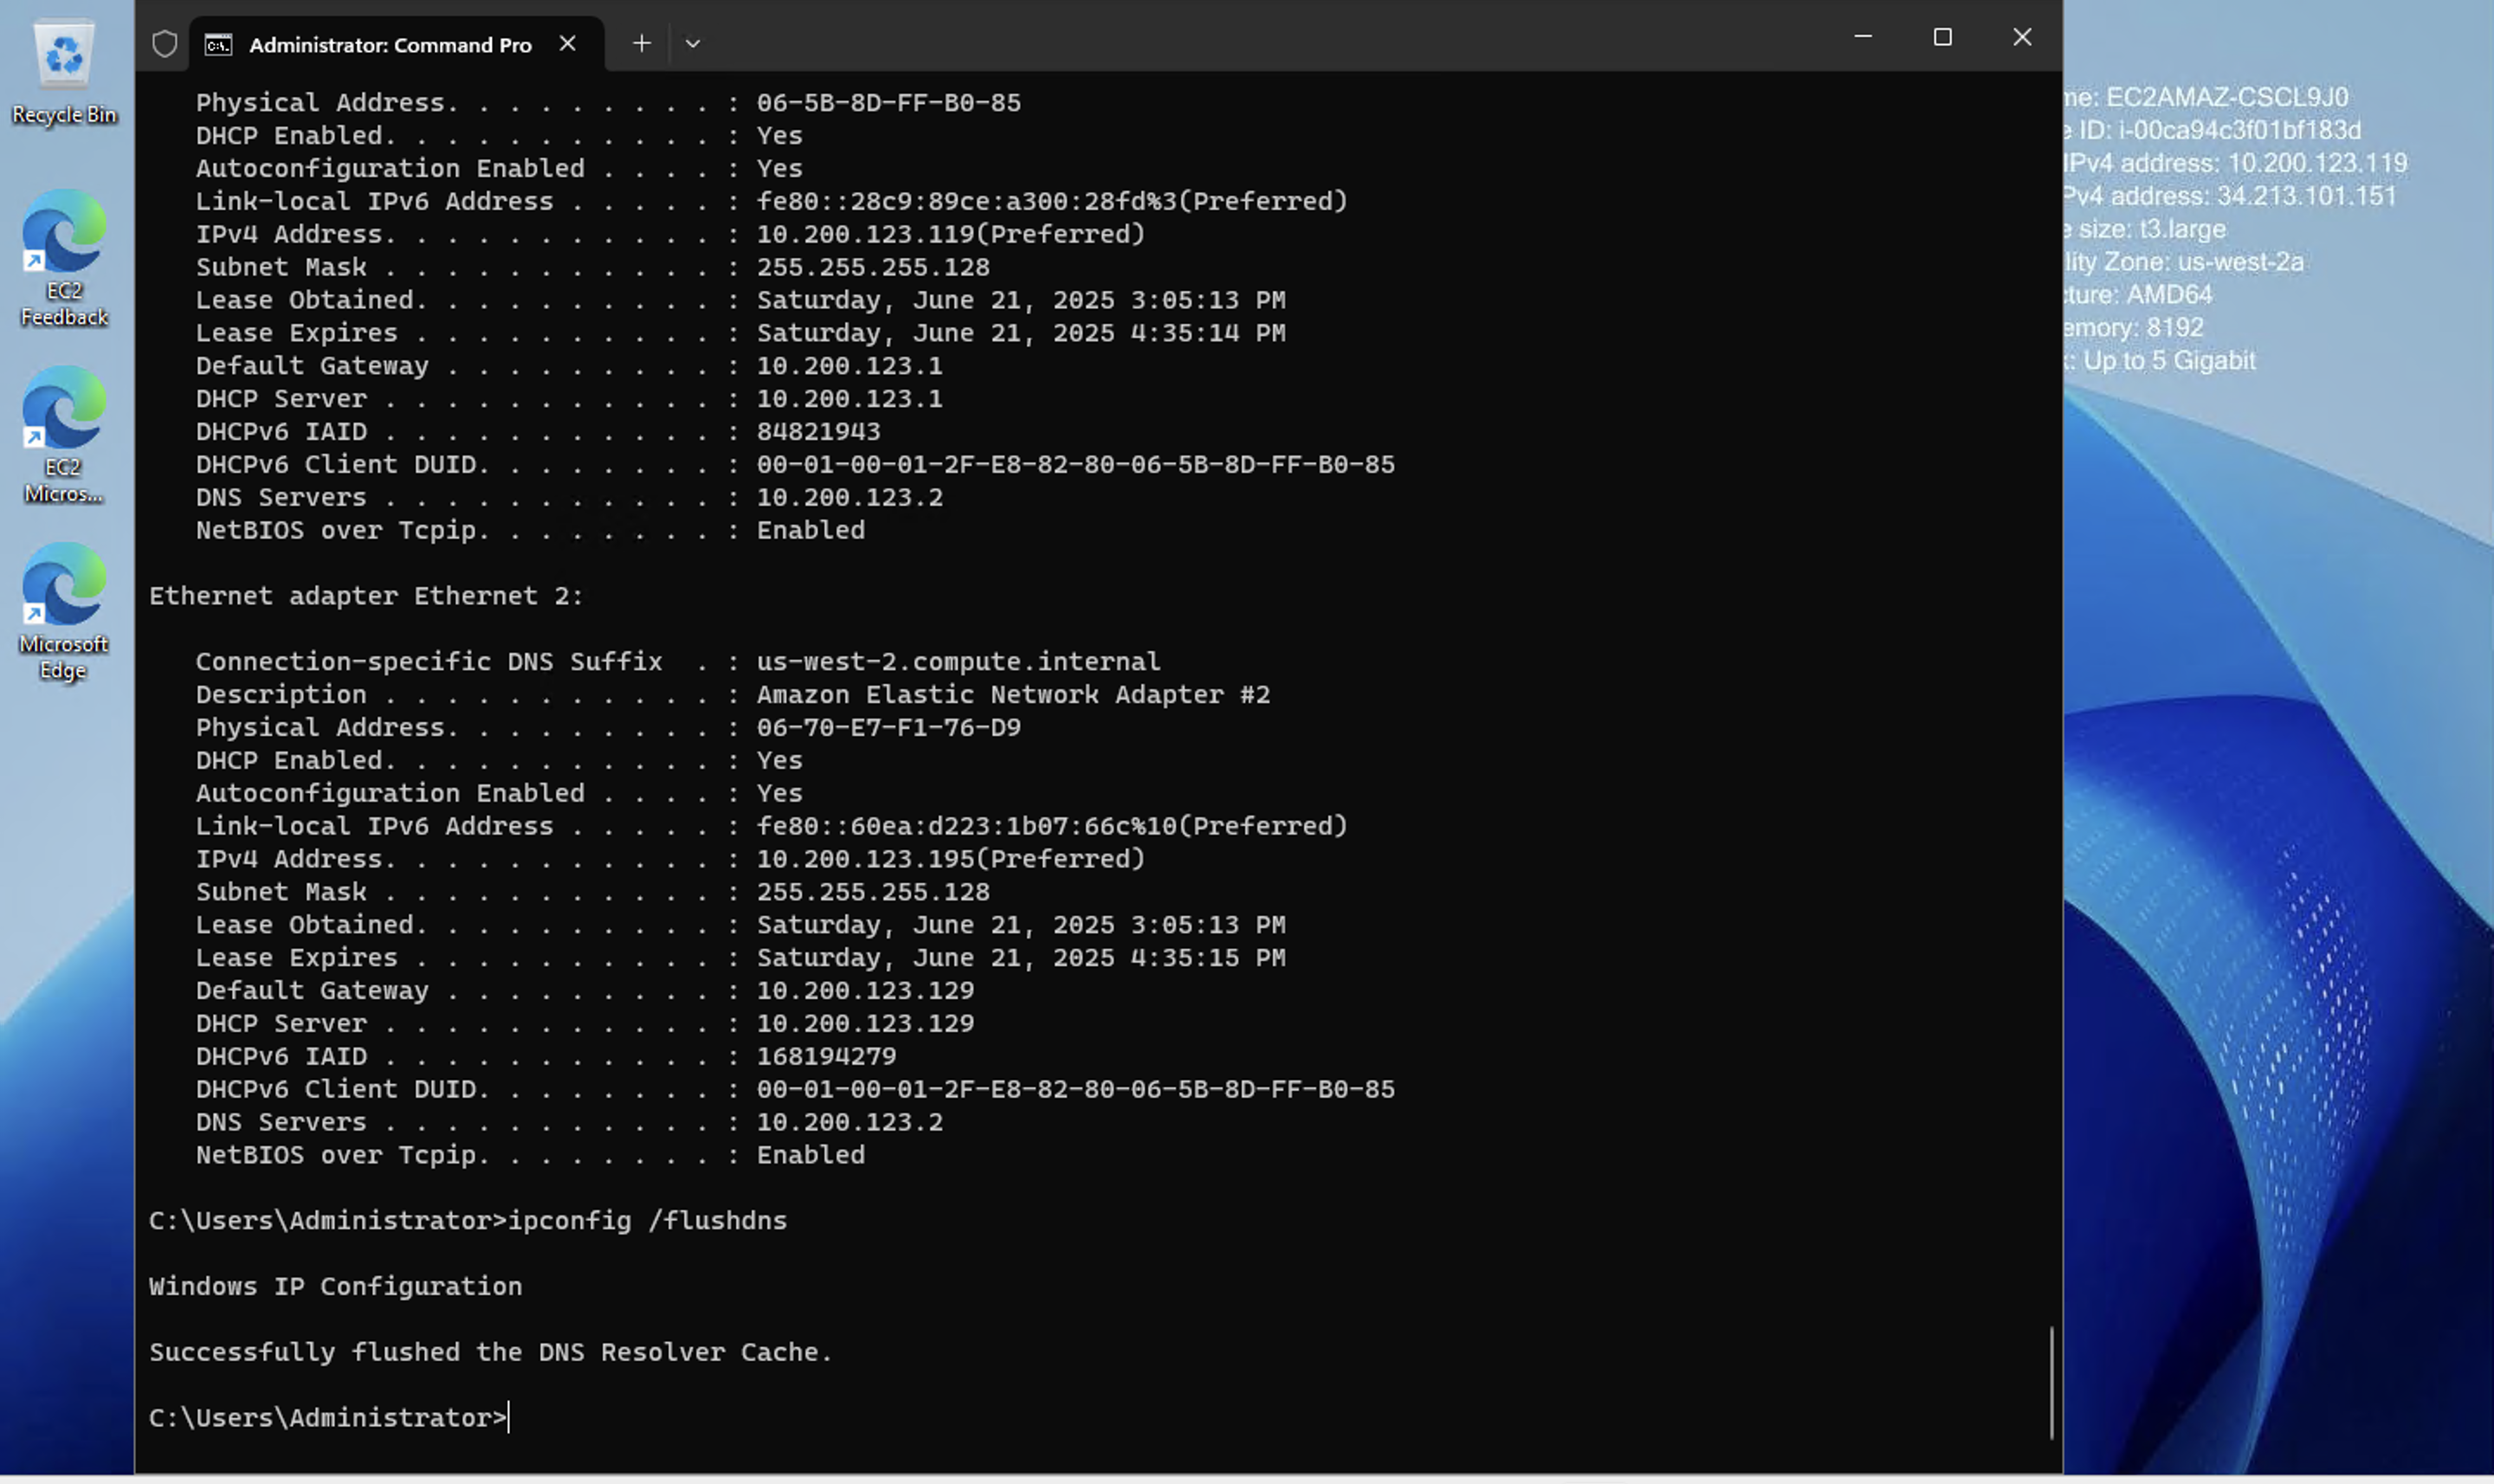 Recycle Bin
EC2
Feedback
EC2
Micros...
Microsoft
Edge
Administrator: Command Pro
Physical Address. . . . . . . . . : 06-5B-8D-FF-B0-85
DHCP Enabled. . . . . . . . . . . : Yes
Autoconfiguration Enabled . . . . : Yes
Link-local IPv6 Address . . . . . : fe80::28c9:89ce:a300:28fd%3(Preferred)
IPv4 Address. . . . . . . . . . . : 10.200.123.119(Preferred)
Subnet Mask . . . . . . . . . . . : 255.255.255.128
Lease Obtained. . . . . . . . . . : Saturday, June 21, 2025 3:05:13 PM
Lease Expires . . . . . . . . . . : Saturday, June 21, 2025 4:35:14 PM
Default Gateway . . . . . . . . . : 10.200.123.1
DHCP Server . . . . . . . . . . . : 10.200.123.1
DHCPv6 IAID . . . . . . . . . . . : 84821943
DHCPv6 Client DUID. . . . . . . . : 00-01-00-01-2F-E8-82-80-06-5B-8D-FF-B0-85
DNS Servers . . . . . . . . . . . : 10.200.123.2
NetBIOS over Tcpip. . . . . . . . : Enabled
Ethernet adapter Ethernet 2:
Connection-specific DNS Suffix  . : us-west-2.compute.internal
Description . . . . . . . . . . . : Amazon Elastic Network Adapter #2
Physical Address. . . . . . . . . : 06-70-E7-F1-76-D9
DHCP Enabled. . . . . . . . . . . : Yes
Autoconfiguration Enabled . . . . : Yes
Link-local IPv6 Address . . . . . : fe80::60ea:d223:1b07:66c%10(Preferred)
IPv4 Address. . . . . . . . . . . : 10.200.123.195(Preferred)
Subnet Mask . . . . . . . . . . . : 255.255.255.128
Lease Obtained. . . . . . . . . . : Saturday, June 21, 2025 3:05:13 PM
Lease Expires . . . . . . . . . . : Saturday, June 21, 2025 4:35:15 PM
Default Gateway . . . . . . . . . : 10.200.123.129
DHCP Server . . . . . . . . . . . : 10.200.123.129
DHCPv6 IAID . . . . . . . . . . . : 168194279
DHCPv6 Client DUID. . . . . . . . : 00-01-00-01-2F-E8-82-80-06-5B-8D-FF-B0-85
DNS Servers . . . . . . . . . . . : 10.200.123.2
NetBIOS over Tcpip. . . . . . . . : Enabled
C:\Users\Administrator>ipconfig /flushdns
Windows IP Configuration
Successfully flushed the DNS Resolver Cache.
C:\Users\Administrator>
me: EC2AMAZ-CSCL9J0
e ID: i-00ca94c3f01bf183d
IPv4 address: 10.200.123.119
Pv4 address: 34.213.101.151
e size: t3.large
lity Zone: us-west-2a
cture: AMD64
emory: 8192
k: Up to 5 Gigabit